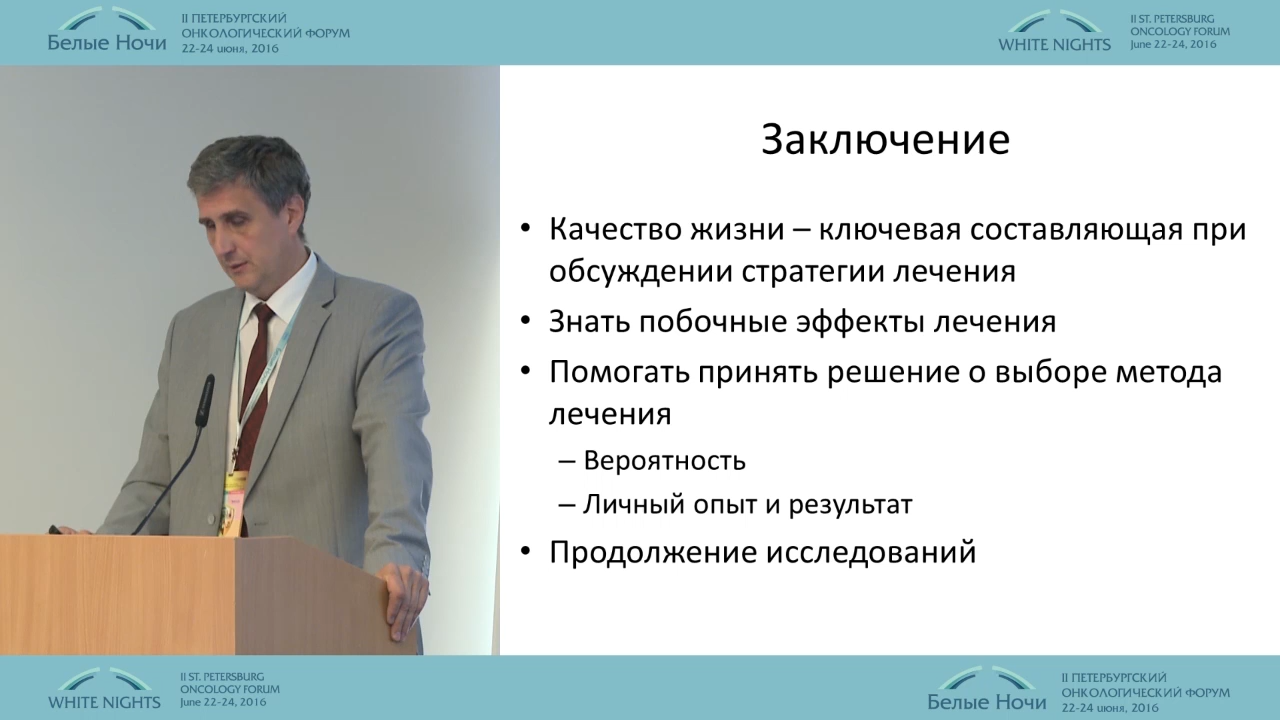 Белые Ночи
II ПЕТЕРБУРГСКИЙ
ОНКОЛОГИЧЕСКИЙ ФОРУМ
22-24 июня, 2016
WHITE NIGHTS
II ST. PETERSBURG
ONCOLOGY FORUM
June 22-24, 2016
Заключение
• Качество жизни – ключевая составляющая при
обсуждении стратегии лечения
• Знать побочные эффекты лечения
• Помогать принять решение о выборе метода
лечения
– Вероятность
– Личный опыт и результат
• Продолжение исследований
WHITE NIGHTS
II ST. PETERSBURG
ONCOLOGY FORUM
June 22-24, 2016
Белые Ночи
II ПЕТЕРБУРГСКИЙ
ОНКОЛОГИЧЕСКИЙ ФОРУМ
22-24 июня, 2016